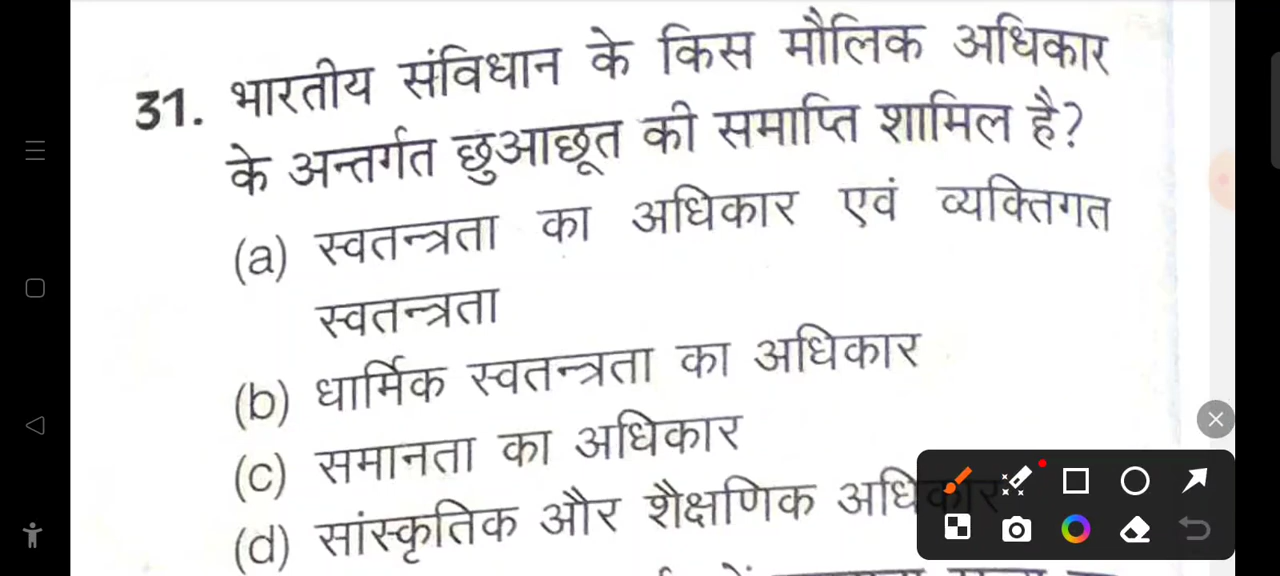 31. भारतीय संविधान के किस मौलिक अधिकार
के अन्तर्गत छुआछूत की समाप्ति शामिल है?
(a) स्वतन्त्रता का अधिकार एवं व्यक्तिगत
स्वतन्त्रता
(b) धार्मिक स्वतन्त्रता का अधिकार
(c) समानता का अधिकार
(d) सांस्कृतिक और शैक्षणिक अधिकार